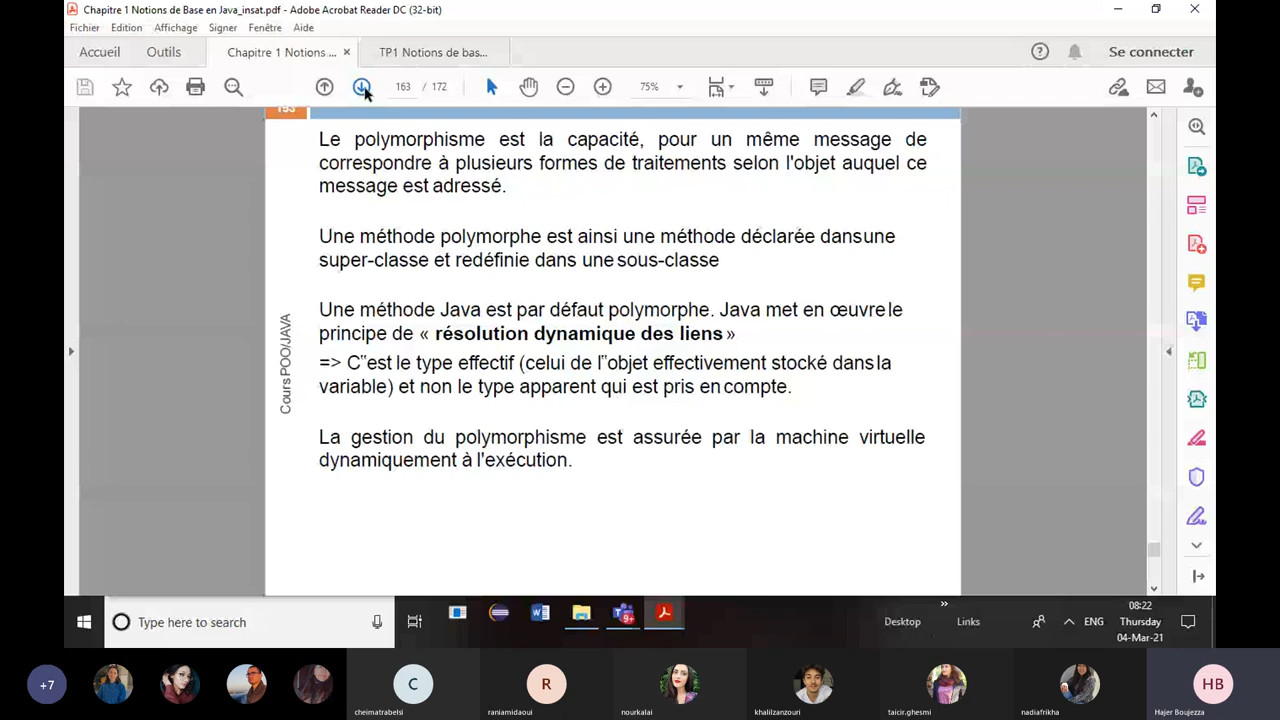 Chapitre 1 Notions de Base en Java_insat.pdf - Adobe Acrobat Reader DC (32-bit)
Fichier Edition Affichage Signer Fenêtre Aide
Accueil Outils Chapitre 1 Notions ... × TP1 Notions de bas... Se connecter
163 / 172 75%
Le polymorphisme est la capacité, pour un même message de
correspondre à plusieurs formes de traitements selon l'objet auquel ce
message est adressé.
Une méthode polymorphe est ainsi une méthode déclarée dansune
super-classe et redéfinie dans une sous-classe
Une méthode Java est par défaut polymorphe. Java met en œuvre le
principe de « résolution dynamique des liens »
=> C‟est le type effectif (celui de l‟objet effectivement stocké dans la
variable) et non le type apparent qui est pris en compte.
La gestion du polymorphisme est assurée par la machine virtuelle
dynamiquement à l'exécution.
Cours POO/JAVA
Type here to search
9+
Desktop
»
Links
ENG
08:22
Thursday
04-Mar-21
+7
C
R
HB
cheimatrabelsi
raniamidaoui
nourkalai
khalilzanzouri
taicir.ghesmi
nadiafrikha
Hajer Boujezza